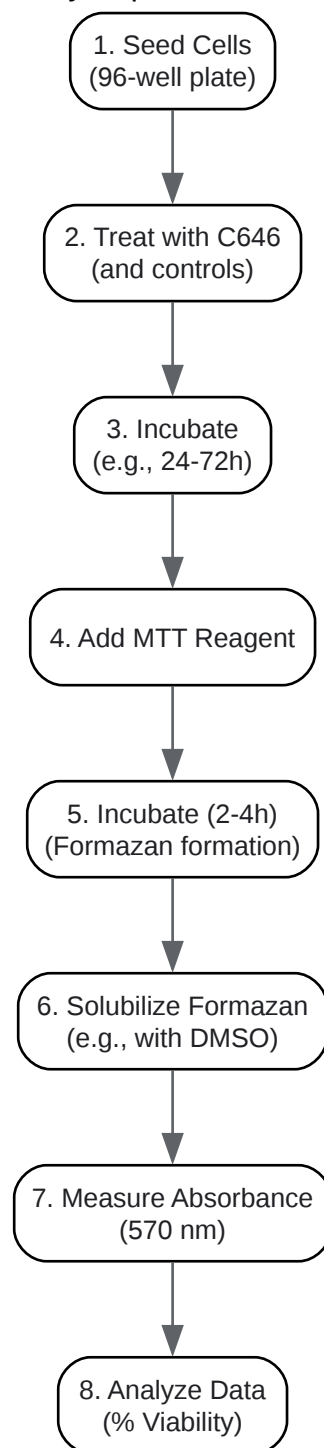 1. Seed Cells
(96-well plate)
2. Treat with C646
(and controls)
3. Incubate
(e.g., 24-72h)
4. Add MTT Reagent
5. Incubate (2-4h)
(Formazan formation)
6. Solubilize Formazan
(e.g., with DMSO)
7. Measure Absorbance
(570 nm)
8. Analyze Data
(% Viability)